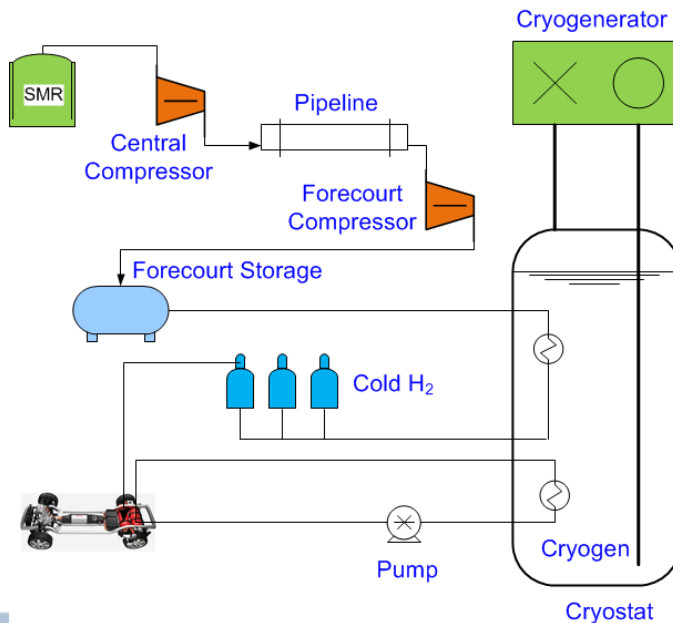 Cryogenerator
SMR
Pipeline
Central
Compressor
Forecourt
Compressor
Forecourt Storage
Cold H₂
Cryogen
Pump
Cryostat